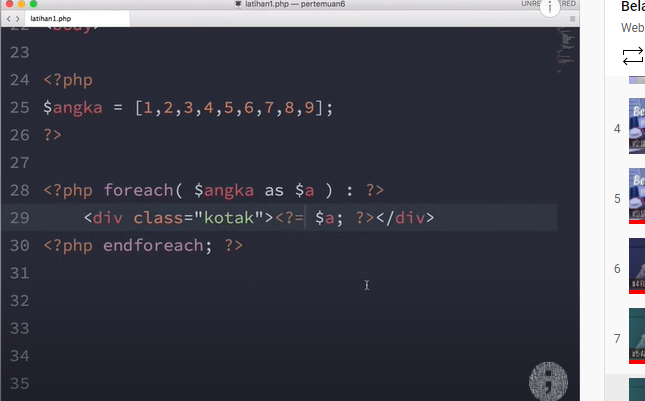 latihan1.php — pertemuan6
latihan1.php
22 <body>
23
24 <?php
25 $angka = [1,2,3,4,5,6,7,8,9];
26 ?>
27
28 <?php foreach( $angka as $a ) : ?>
29 <div class="kotak"><?= $a; ?></div>
30 <?php endforeach; ?>
31
32
33
34
35
Bela
Web
4
5
6
7